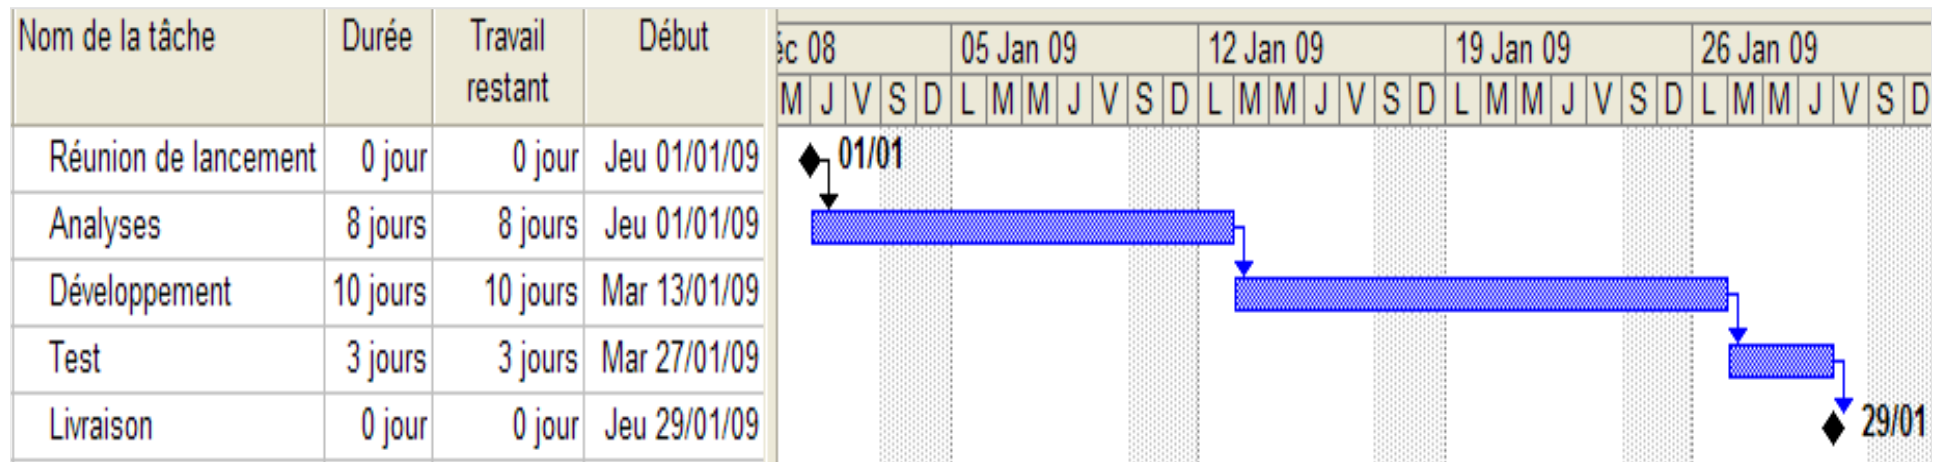 Nom de la tâche Durée Travail restant Début
éc 08 05 Jan 09 12 Jan 09 19 Jan 09 26 Jan 09
M J V S D L M M J V S D L M M J V S D L M M J V S D L M M J V S D
Réunion de lancement 0 jour 0 jour Jeu 01/01/09 01/01
Analyses 8 jours 8 jours Jeu 01/01/09
Développement 10 jours 10 jours Mar 13/01/09
Test 3 jours 3 jours Mar 27/01/09
Livraison 0 jour 0 jour Jeu 29/01/09 29/01